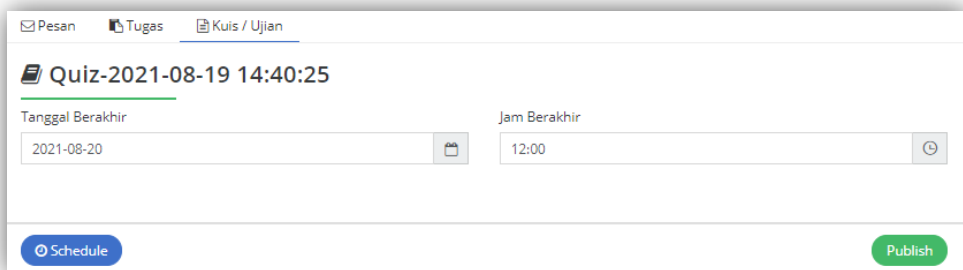 Pesan Tugas Kuis / Ujian
Quiz-2021-08-19 14:40:25
Tanggal Berakhir Jam Berakhir
2021-08-20 12:00
Schedule Publish